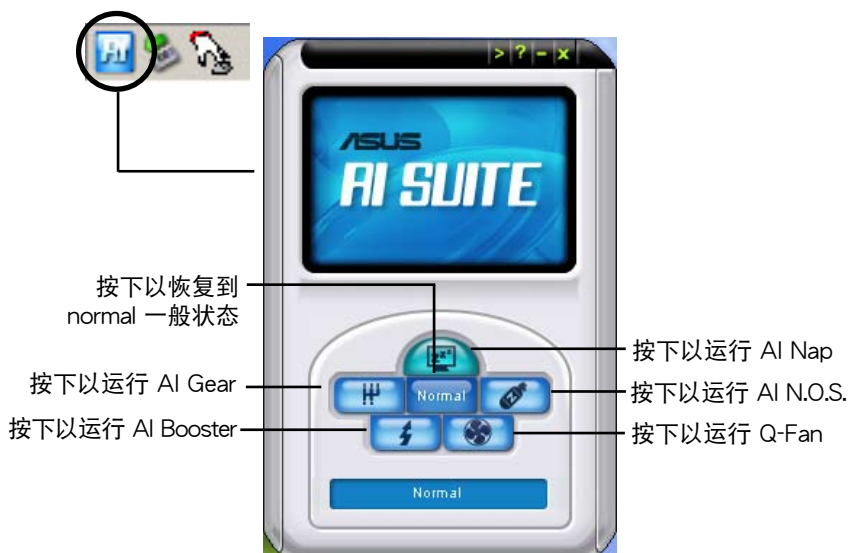 Ai
> ? - x
ASUS
AI SUITE
按下以恢复到
normal 一般状态
zzz
按下以运行 AI Nap
按下以运行 AI Gear
Normal
按下以运行 AI N.O.S.
按下以运行 AI Booster
按下以运行 Q-Fan
Normal